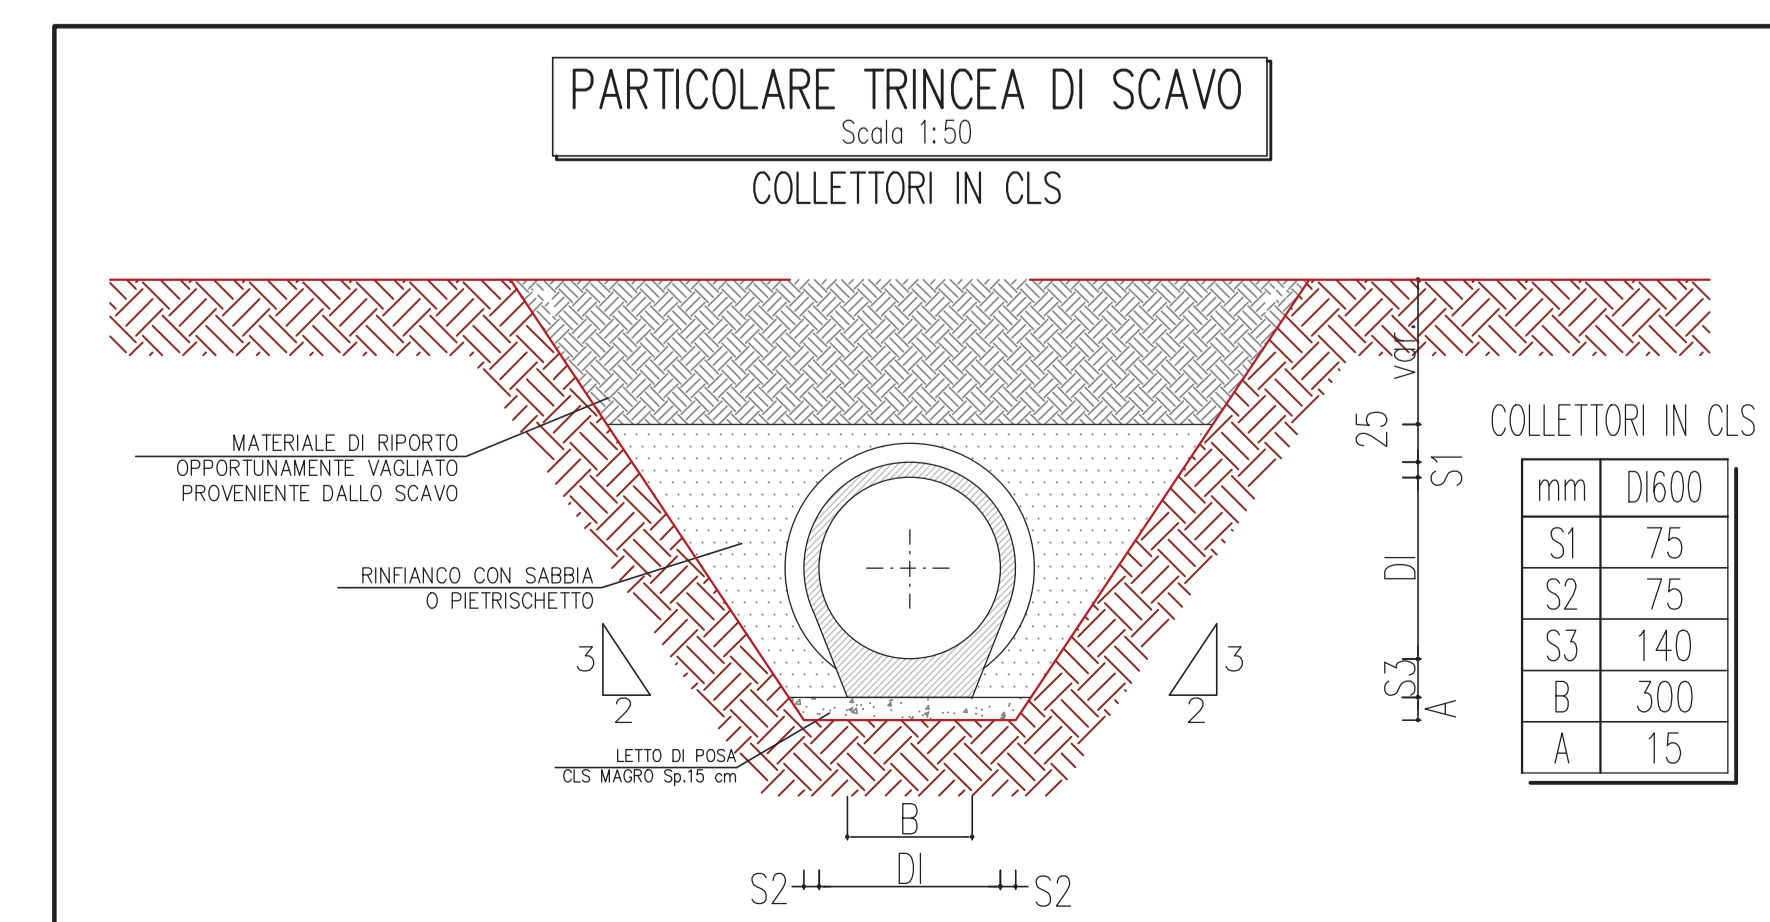 PARTICOLARE TRINCEA DI SCAVO
Scala 1:50
COLLETTORI IN CLS
MATERIALE DI RIPORTO
OPPORTUNAMENTE VAGLIATO
PROVENIENTE DALLO SCAVO
RINFIANCO CON SABBIA
O PIETRISCHETTO
3
2
3
2
LETTO DI POSA
CLS MAGRO Sp.15 cm
B
DI
S2
S2
var.
25
S1
DI
S3
A
COLLETTORI IN CLS
mm DI600
S1 75
S2 75
S3 140
B 300
A 15